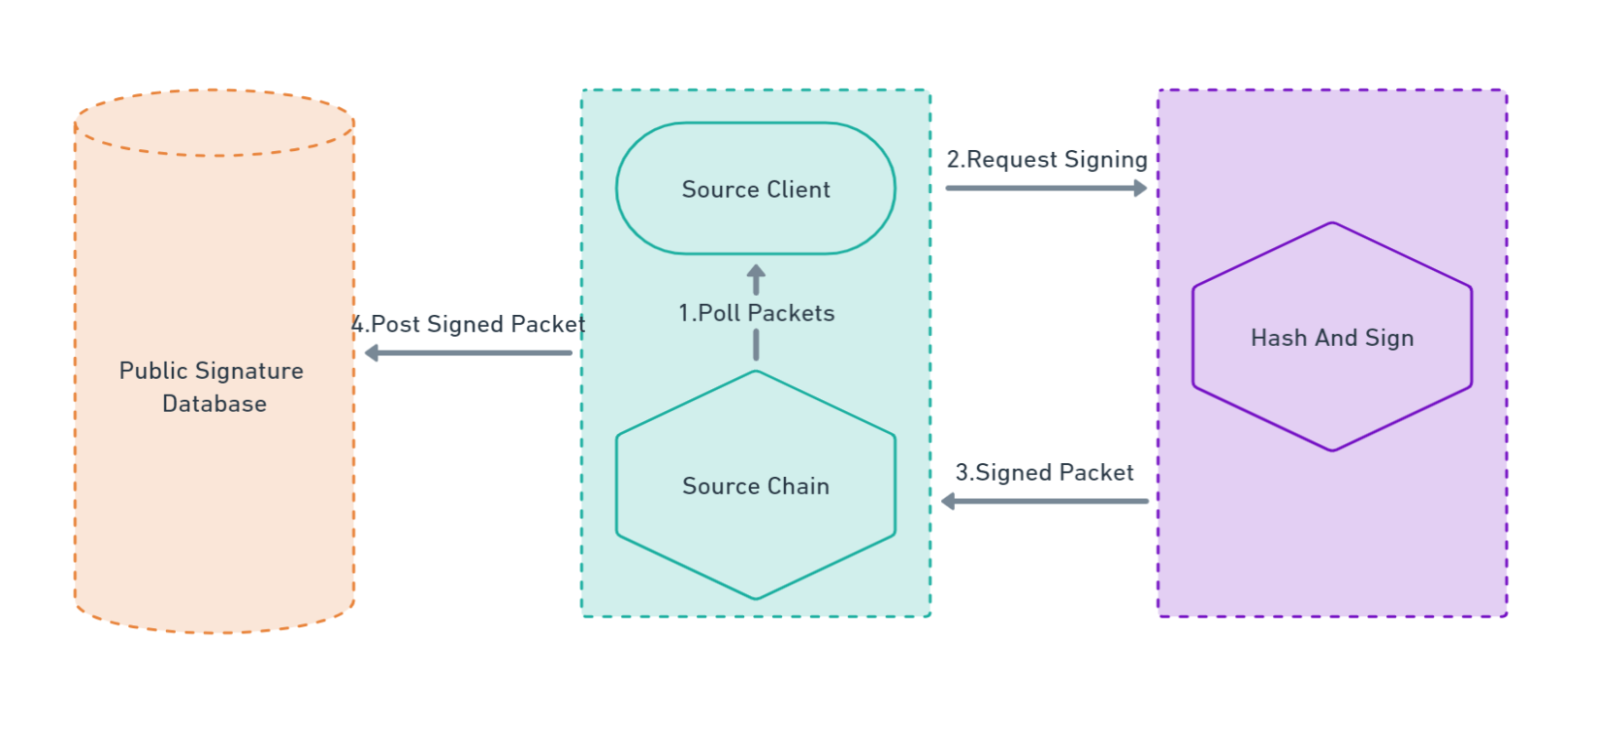 Public Signature
Database
4.Post Signed Packet
Source Client
1.Poll Packets
Source Chain
2.Request Signing
3.Signed Packet
Hash And Sign